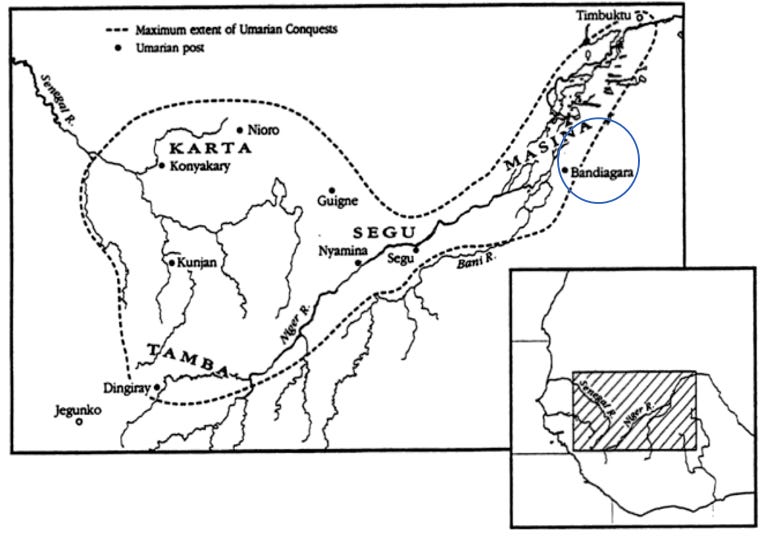 Timbuktu
Maximum extent of Umarian Conquests
Umarian post
Senegal R.
Nioro
KARTA
Konyakary
MASINA
Bandiagara
Guigne
SEGU
Nyamina
Segu
Bani R.
Kunjan
Niger R.
TAMBA
Dingiray
Jegunko
Senegal R.
Niger R.